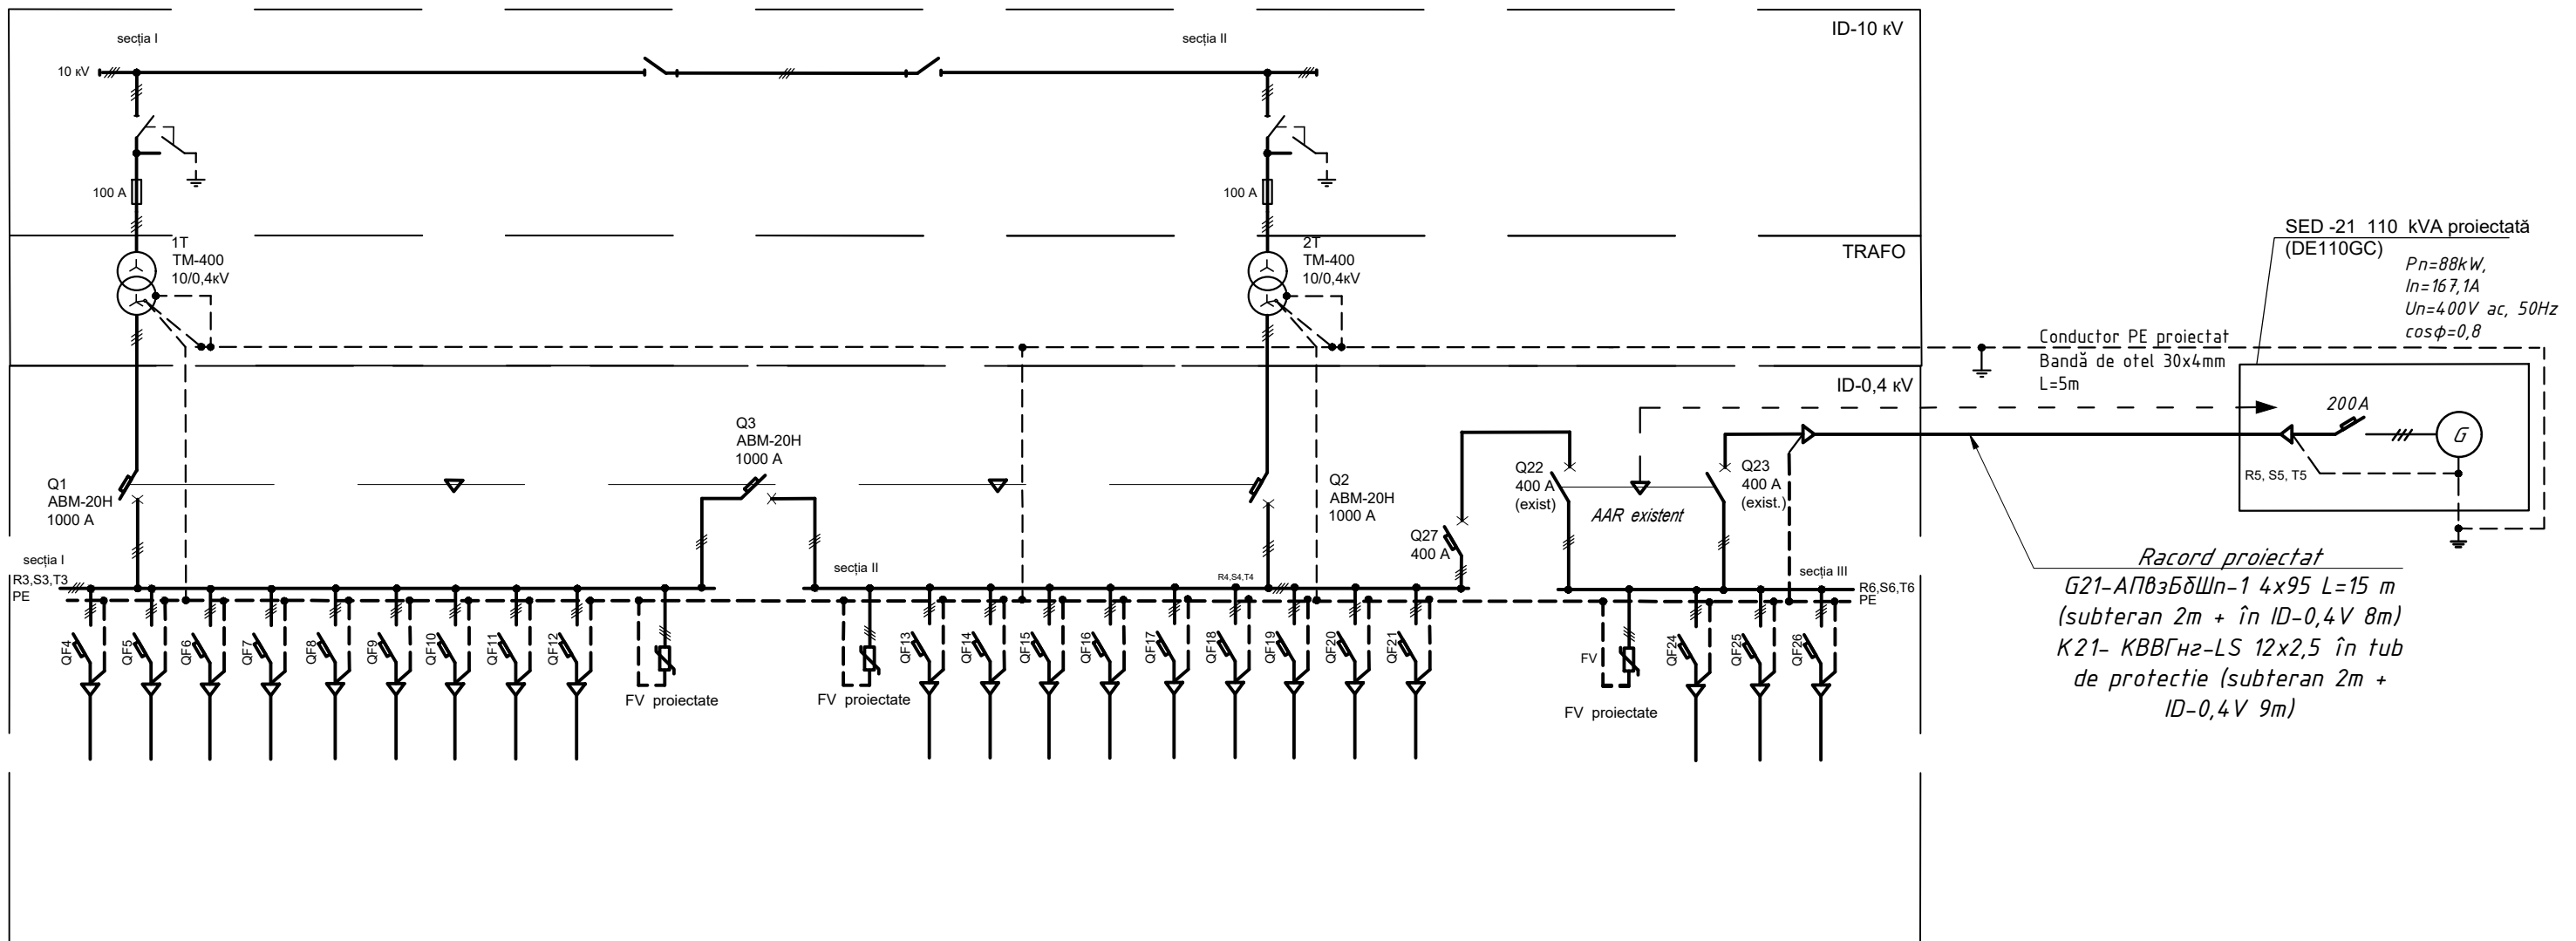 ID-10 кV
secția I
secția II
10 кV
100 A
100 A
1T
TM-400
10/0,4кV
2T
TM-400
10/0,4кV
TRAFO
SED -21 110 kVA proiectată
(DE110GC)
Pn=88kW,
In=167,1A
Un=400V ac, 50Hz
cosφ=0,8
Conductor PE proiectat
Bandă de otel 30x4mm
L=5m
ID-0,4 кV
200A
G
R5, S5, T5
Q1
ABM-20H
1000 A
Q3
ABM-20H
1000 A
Q2
ABM-20H
1000 A
Q27
400 A
Q22
400 A
(exist)
AAR existent
Q23
400 A
(exist.)
secția I
R3,S3,T3
PE
secția II
R4,S4,T4
secția III
R6,S6,T6
PE
QF4
QF5
QF6
QF7
QF8
QF9
QF10
QF11
QF12
FV proiectate
FV proiectate
QF13
QF14
QF15
QF16
QF17
QF18
QF19
QF20
QF21
FV
FV proiectate
QF24
QF25
QF26
Racord proiectat
G21-АПВзБбШп-1 4x95 L=15 m
(subteran 2m + în ID-0,4V 8m)
K21- КВВГнг-LS 12x2,5 în tub
de protectie (subteran 2m +
ID-0,4V 9m)